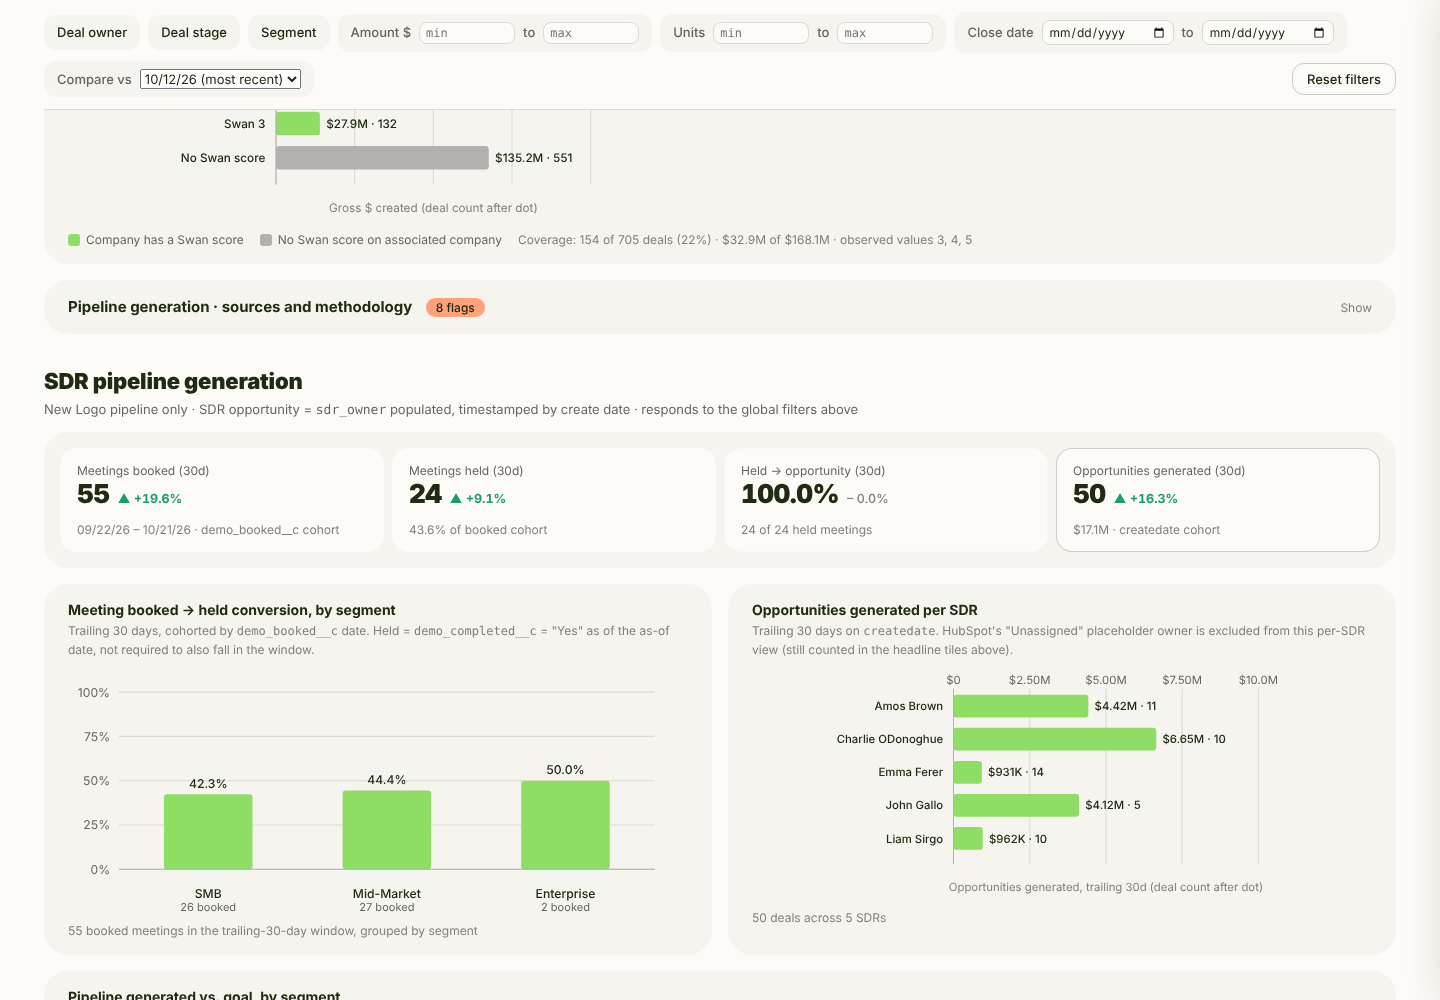 Deal owner Deal stage Segment Amount $ min to max Units min to max Close date mm/dd/yyyy to mm/dd/yyyy
Compare vs 10/12/26 (most recent) Reset filters
Swan 3 $27.9M · 132
No Swan score $135.2M · 551
Gross $ created (deal count after dot)
Company has a Swan score No Swan score on associated company Coverage: 154 of 705 deals (22%) · $32.9M of $168.1M · observed values 3, 4, 5
Pipeline generation · sources and methodology 8 flags Show
SDR pipeline generation
New Logo pipeline only · SDR opportunity = sdr_owner populated, timestamped by create date · responds to the global filters above
Meetings booked (30d)
55 ▲ +19.6%
09/22/26 – 10/21/26 · demo_booked__c cohort
Meetings held (30d)
24 ▲ +9.1%
43.6% of booked cohort
Held → opportunity (30d)
100.0% – 0.0%
24 of 24 held meetings
Opportunities generated (30d)
50 ▲ +16.3%
$17.1M · createdate cohort
Meeting booked → held conversion, by segment
Trailing 30 days, cohorted by demo_booked__c date. Held = demo_completed__c = "Yes" as of the as-of
date, not required to also fall in the window.
100%
75%
50%
25%
0%
42.3% 44.4% 50.0%
SMB Mid-Market Enterprise
26 booked 27 booked 2 booked
55 booked meetings in the trailing-30-day window, grouped by segment
Opportunities generated per SDR
Trailing 30 days on createdate. HubSpot's "Unassigned" placeholder owner is excluded from this per-SDR
view (still counted in the headline tiles above).
$0 $2.50M $5.00M $7.50M $10.0M
Amos Brown $4.42M · 11
Charlie ODonoghue $6.65M · 10
Emma Ferer $931K · 14
John Gallo $4.12M · 5
Liam Sirgo $962K · 10
Opportunities generated, trailing 30d (deal count after dot)
50 deals across 5 SDRs
Pipeline generated vs. goal, by segment